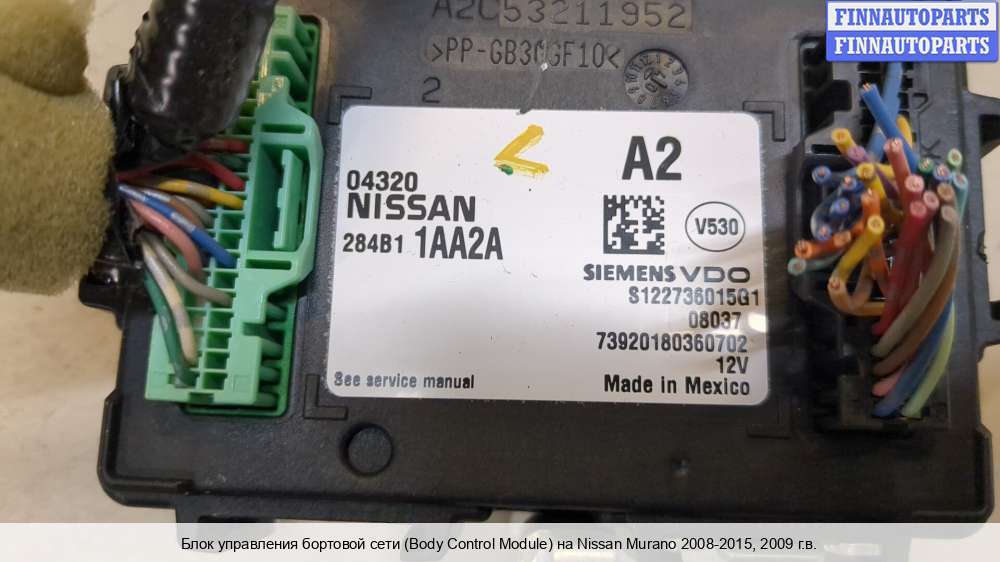 A2C53211952
FINNAUTOPARTS
FINNAUTOPARTS
>PP-GB30GF10<
2
04320
NISSAN
284B1 1AA2A
A2
V530
SIEMENS VDO
S122736015G1
08037
73920180360702
12V
See service manual
Made in Mexico
Блок управления бортовой сети (Body Control Module) на Nissan Murano 2008-2015, 2009 г.в.